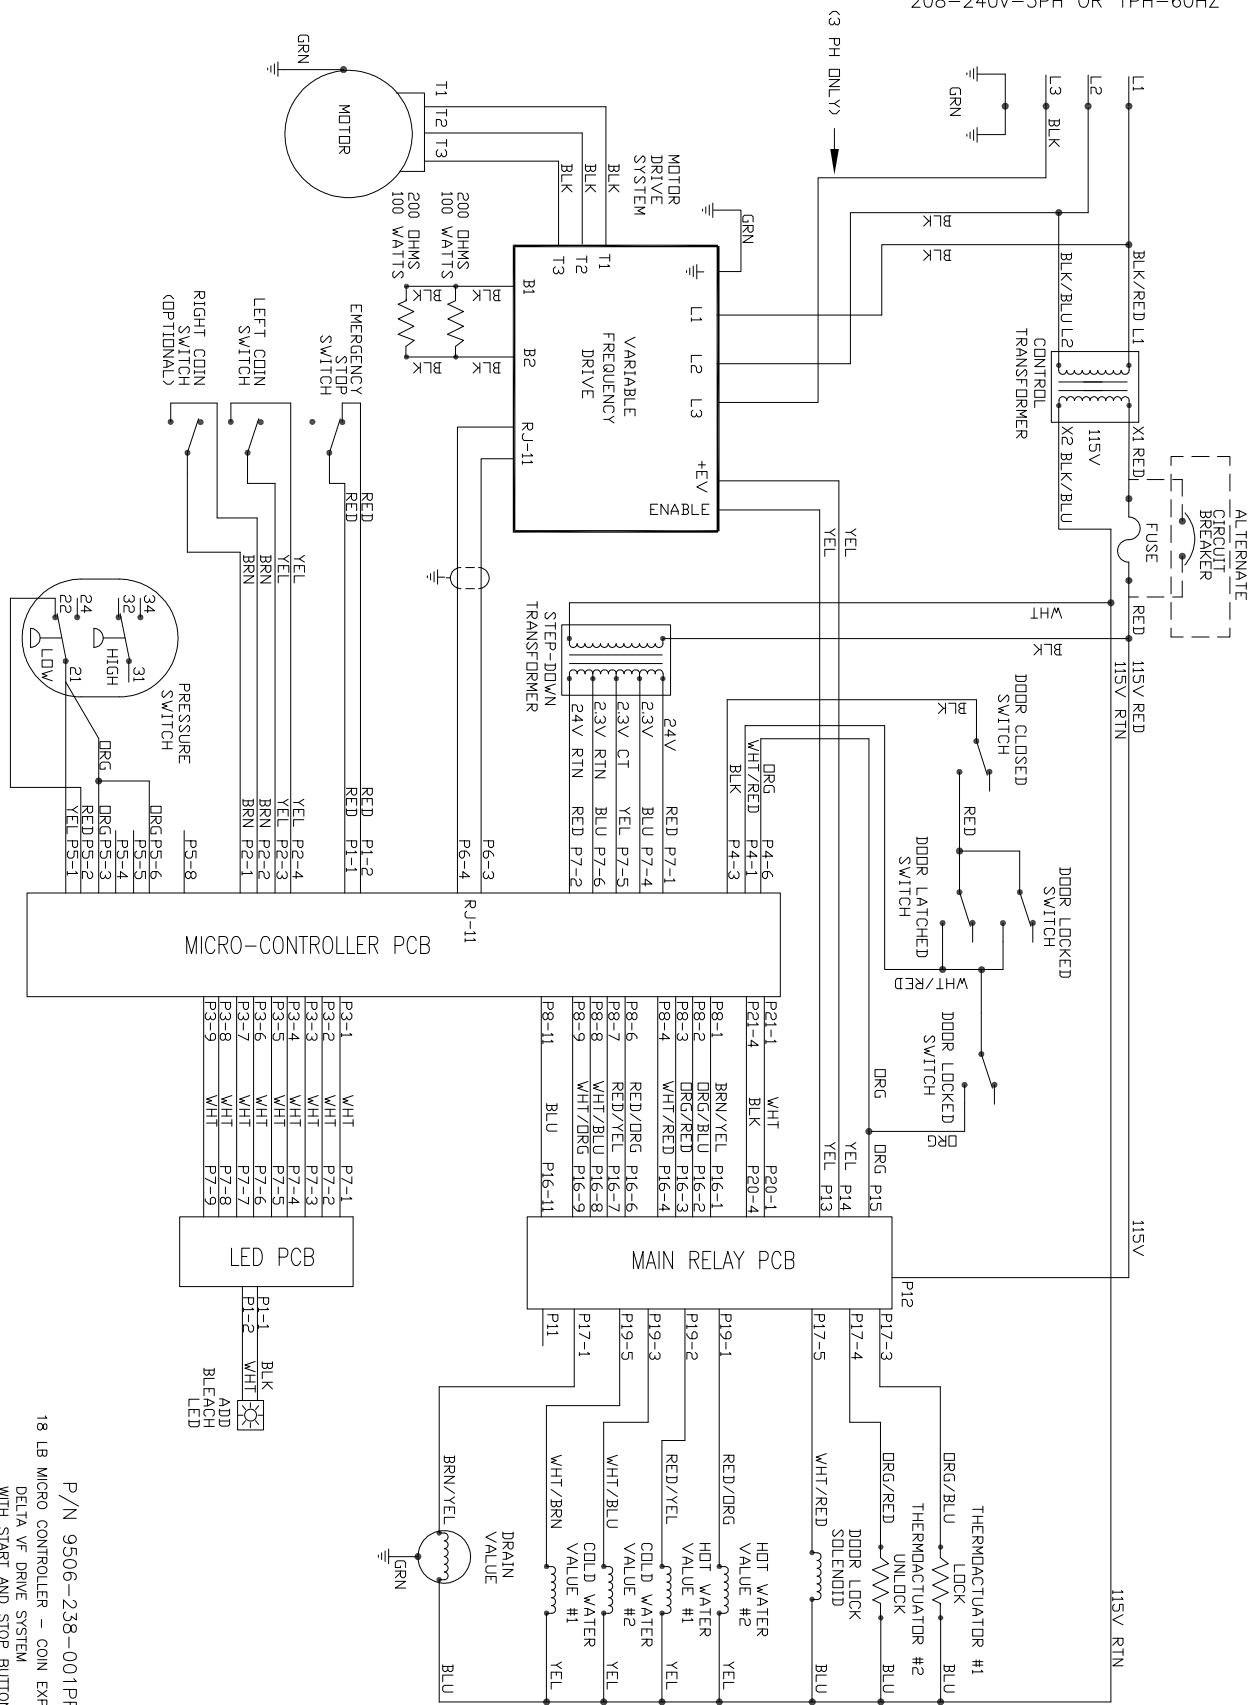 208-240V-3PH OR 1PH-60HZ
L1
L2
L3
BLK
GRN
(3 PH ONLY)
BLK/RED L1
BLK/BLU L2
BLK
BLK
CONTROL
TRANSFORMER
X1 RED
115V
X2 BLK/BLU
ALTERNATE
CIRCUIT
BREAKER
FUSE
RED
WHT
BLK
115V RED
115V RTN
115V
115V RTN
GRN
MOTOR
T1
T2
T3
BLK
BLK
BLK
MOTOR
DRIVE
SYSTEM
GRN
VARIABLE
FREQUENCY
DRIVE
T1
T2
T3
L1
L2
L3
+EV
ENABLE
B1
B2
RJ-11
200 OHMS
100 WATTS
200 OHMS
100 WATTS
BLK
BLK
BLK
BLK
YEL
YEL
EMERGENCY
STOP
SWITCH
LEFT COIN
SWITCH
RIGHT COIN
SWITCH
(OPTIONAL)
RED
RED
YEL
YEL
BRN
BRN
PRESSURE
SWITCH
34
32
31
HIGH
24
22
21
LOW
ORG
STEP-DOWN
TRANSFORMER
24V
2.3V
2.3V CT
2.3V RTN
24V RTN
RED P7-1
BLU P7-4
YEL P7-5
BLU P7-6
RED P7-2
ORG
WHT/RED
BLK
P4-6
P4-1
P4-3
BLK
DOOR CLOSED
SWITCH
RED
DOOR LATCHED
SWITCH
DOOR LOCKED
SWITCH
WHT/RED
DOOR LOCKED
SWITCH
ORG
ORG
P6-3
P6-4
RED P1-2
RED P1-1
YEL P2-4
YEL P2-3
BRN P2-2
BRN P2-1
P5-8
ORG P5-6
P5-5
P5-4
ORG P5-3
RED P5-2
YEL P5-1
RJ-11
MICRO-CONTROLLER PCB
P21-1 WHT P20-1
P21-4 BLK P20-4
P8-1 BRN/YEL P16-1
P8-2 ORG/BLU P16-2
P8-3 ORG/RED P16-3
P8-4 WHT/RED P16-4
P8-6 RED/ORG P16-6
P8-7 RED/YEL P16-7
P8-8 WHT/BLU P16-8
P8-9 WHT/ORG P16-9
P8-11 BLU P16-11
ORG P15
YEL P14
YEL P13
P3-1 WHT P7-1
P3-2 WHT P7-2
P3-3 WHT P7-3
P3-4 WHT P7-4
P3-5 WHT P7-5
P3-6 WHT P7-6
P3-7 WHT P7-7
P3-8 WHT P7-8
P3-9 WHT P7-9
LED PCB
P1-1 BLK
P1-2 WHT
ADD
BLEACH
LED
MAIN RELAY PCB
P12
P17-3
P17-4
P17-5
P19-1
P19-2
P19-3
P19-5
P17-1
P11
THERMOACTUATOR #1
LOCK
ORG/BLU
BLU
THERMOACTUATOR #2
UNLOCK
ORG/RED
BLU
DOOR LOCK
SOLENOID
WHT/RED
BLU
HOT WATER
VALUE #2
RED/ORG
YEL
HOT WATER
VALUE #1
RED/YEL
YEL
COLD WATER
VALUE #2
WHT/BLU
YEL
COLD WATER
VALUE #1
WHT/BRN
YEL
DRAIN
VALUE
BRN/YEL
BLU
GRN
P/N 9506-238-001
18 LB MICRO CONTROLLER - COIN
DELTA VF DRIVE SYSTEM
WITH START AND STOP